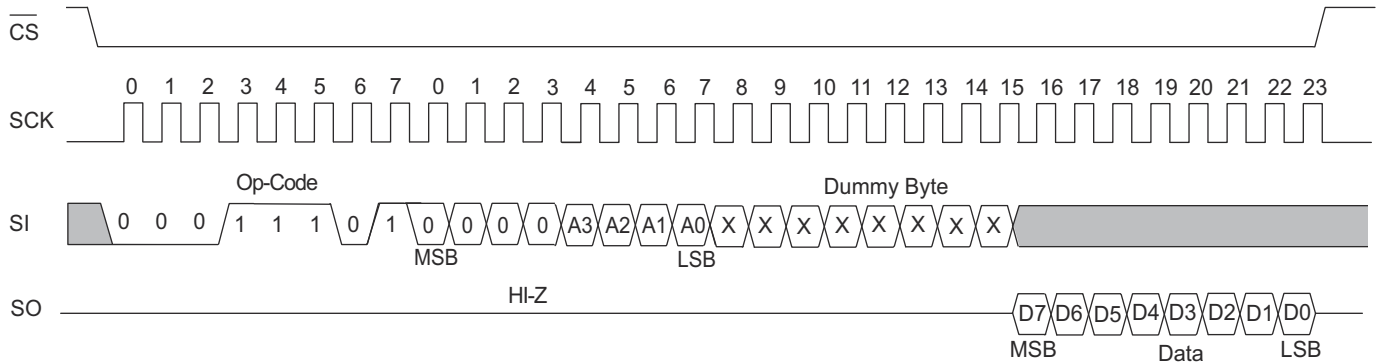 CS
0 1 2 3 4 5 6 7 0 1 2 3 4 5 6 7 8 9 10 11 12 13 14 15 16 17 18 19 20 21 22 23
SCK
Op-Code
Dummy Byte
SI 0 0 0 1 1 1 0 1 0 0 0 0 A3 A2 A1 A0 X X X X X X X X
MSB LSB
HI-Z
SO D7 D6 D5 D4 D3 D2 D1 D0
MSB Data LSB